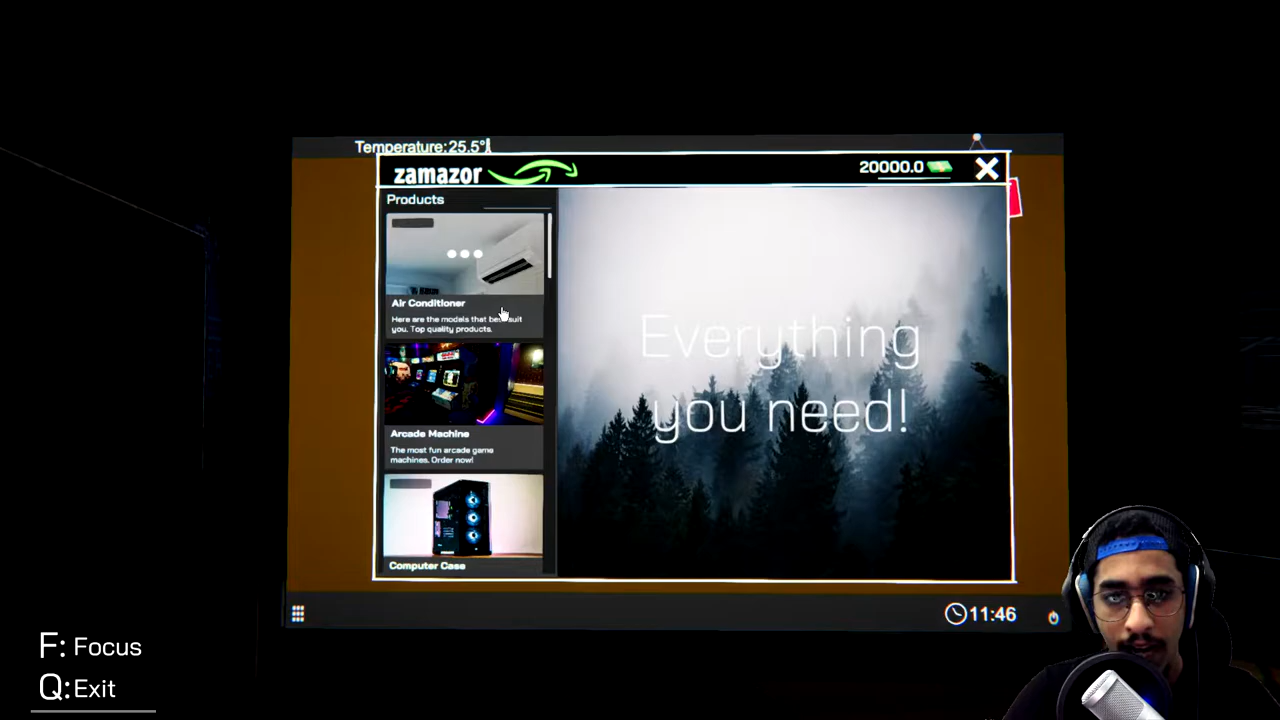 Temperature:25.5°
zamazor
20000.0
Products
Air Conditioner
Here are the models that best suit
you. Top quality products.
Arcade Machine
The most fun arcade game
machines. Order now!
Computer Case
Everything
you need!
11:46
F: Focus
Q:Exit